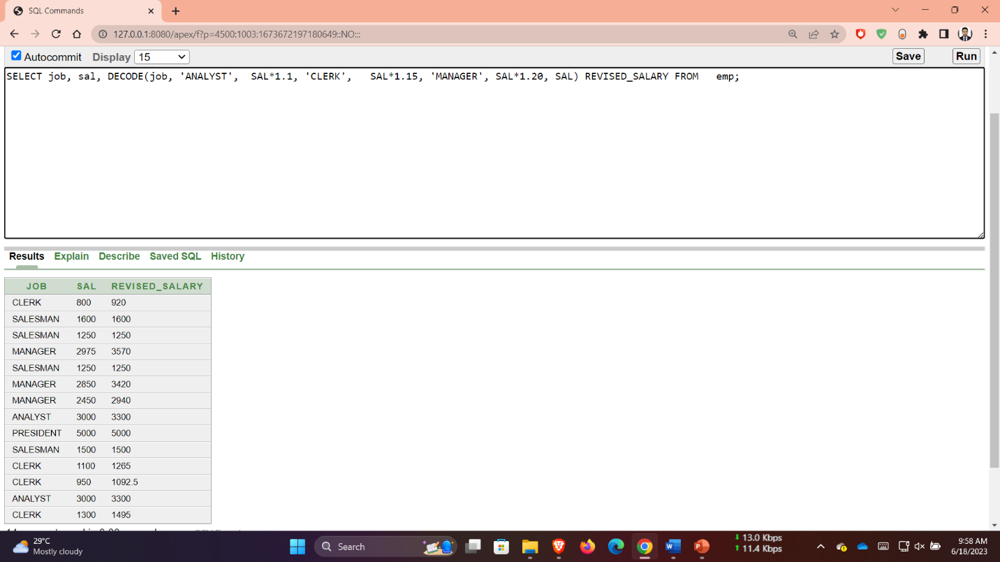 SQL Commands
127.0.0.1:8080/apex/f?p=4500:1003:1673672197180649::NO:::
Autocommit Display 15 Save Run
SELECT job, sal, DECODE(job, 'ANALYST', SAL*1.1, 'CLERK', SAL*1.15, 'MANAGER', SAL*1.20, SAL) REVISED_SALARY FROM emp;
Results Explain Describe Saved SQL History
JOB SAL REVISED_SALARY
CLERK 800 920
SALESMAN 1600 1600
SALESMAN 1250 1250
MANAGER 2975 3570
SALESMAN 1250 1250
MANAGER 2850 3420
MANAGER 2450 2940
ANALYST 3000 3300
PRESIDENT 5000 5000
SALESMAN 1500 1500
CLERK 1100 1265
CLERK 950 1092.5
ANALYST 3000 3300
CLERK 1300 1495
29°C
Mostly cloudy
Search
13.0 Kbps
11.4 Kbps
9:58 AM
6/18/2023